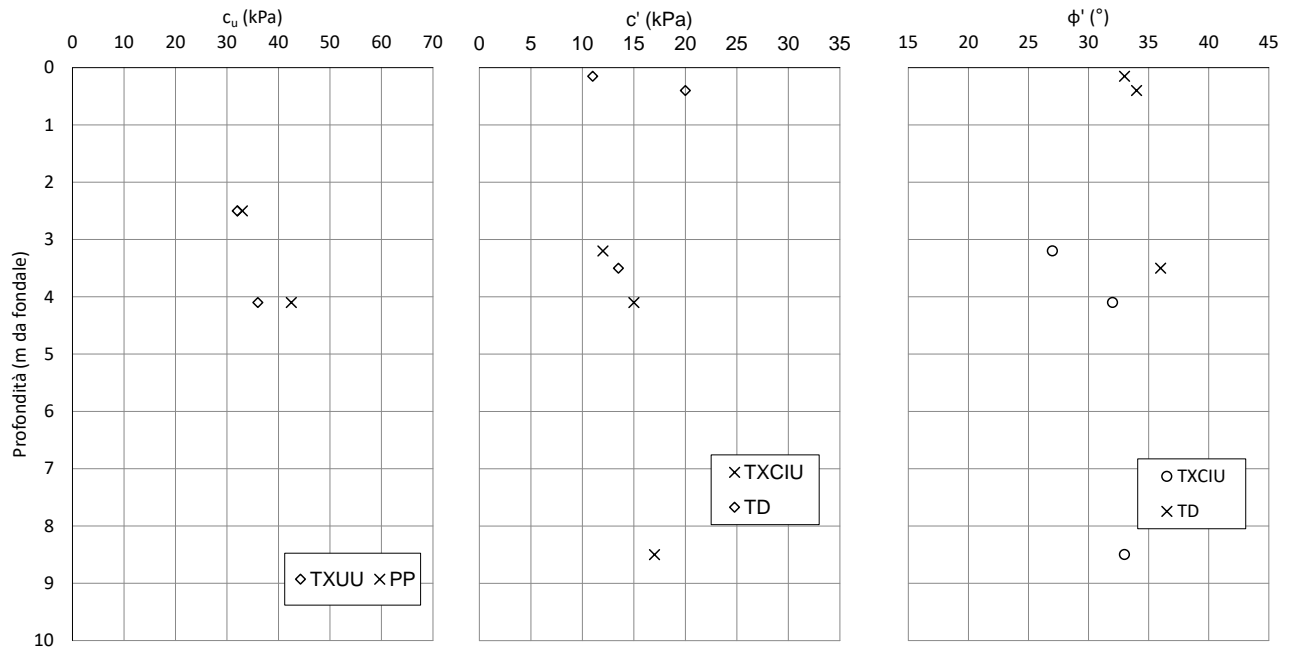 cu (kPa)
0 10 20 30 40 50 60 70
Profondità (m da fondale)
0
1
2
3
4
5
6
7
8
9
10
TXUU PP
c' (kPa)
0 5 10 15 20 25 30 35
TXCIU
TD
ϕ' (°)
15 20 25 30 35 40 45
TXCIU
TD